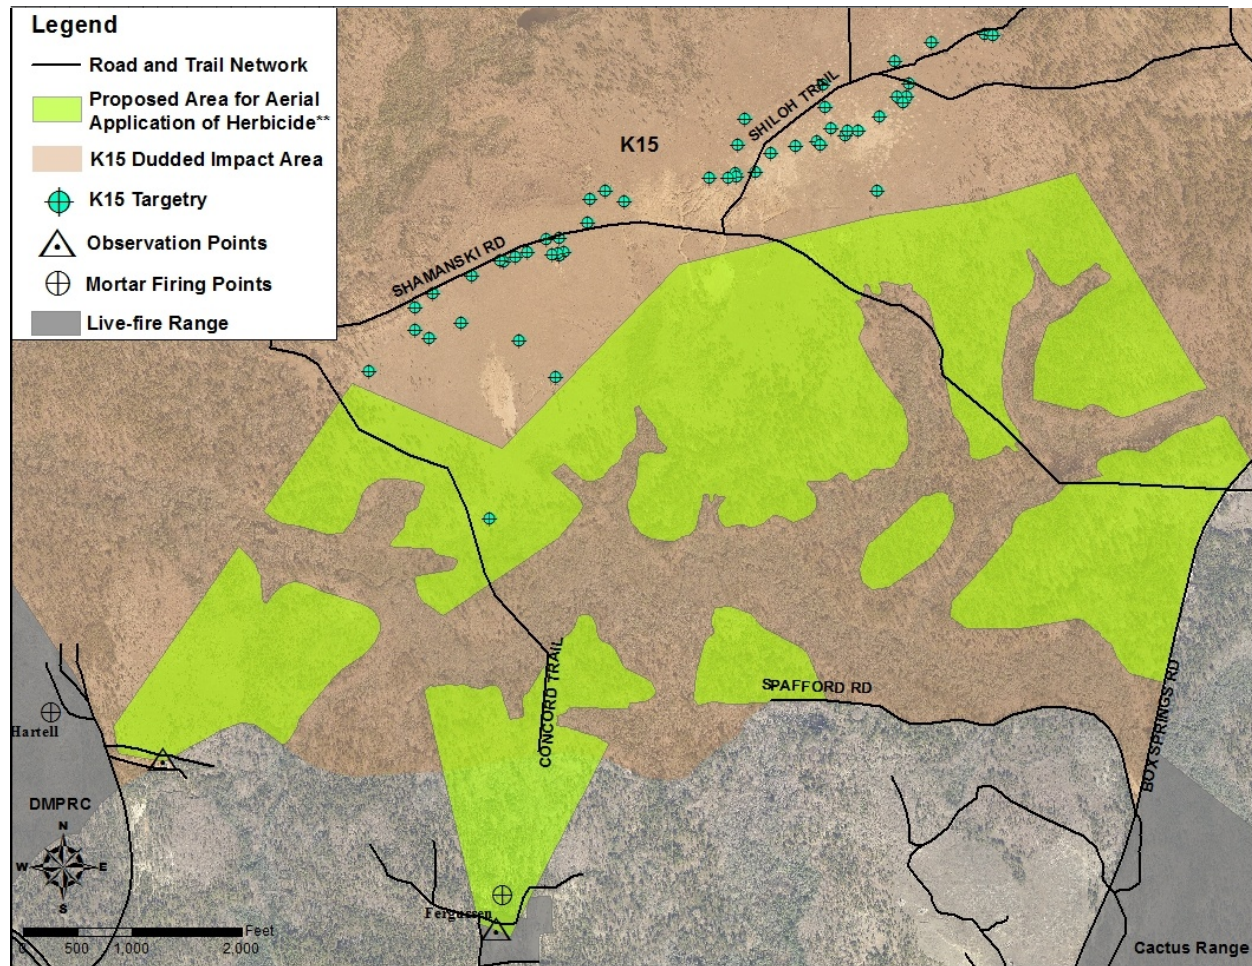 Legend
Road and Trail Network
Proposed Area for Aerial
Application of Herbicide**
K15 Dudded Impact Area
K15 Targetry
Observation Points
Mortar Firing Points
Live-fire Range
K15
SHILOH TRAIL
SHAMANSKI RD
CONCORD TRAIL
SPAFFORD RD
BOX SPRINGS RD
Hartell
DMPRC
N
W E
S
Fergussen
Feet
0 500 1,000 2,000
Cactus Range